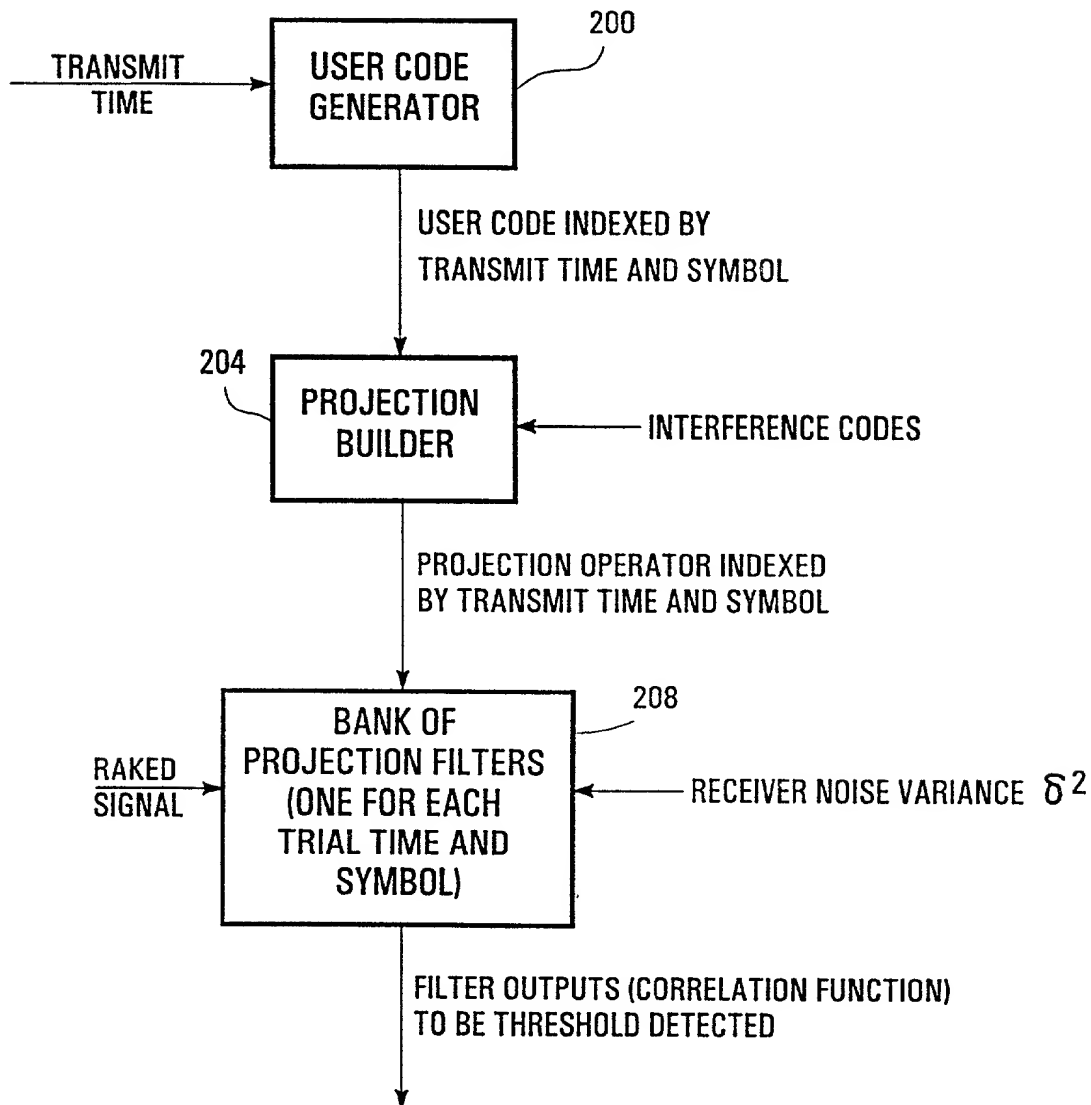 200
TRANSMIT
TIME
USER CODE
GENERATOR
USER CODE INDEXED BY
TRANSMIT TIME AND SYMBOL
204
PROJECTION
BUILDER
INTERFERENCE CODES
PROJECTION OPERATOR INDEXED
BY TRANSMIT TIME AND SYMBOL
208
BANK OF
PROJECTION FILTERS
(ONE FOR EACH
TRIAL TIME AND
SYMBOL)
RAKED
SIGNAL
RECEIVER NOISE VARIANCE δ²
FILTER OUTPUTS (CORRELATION FUNCTION)
TO BE THRESHOLD DETECTED